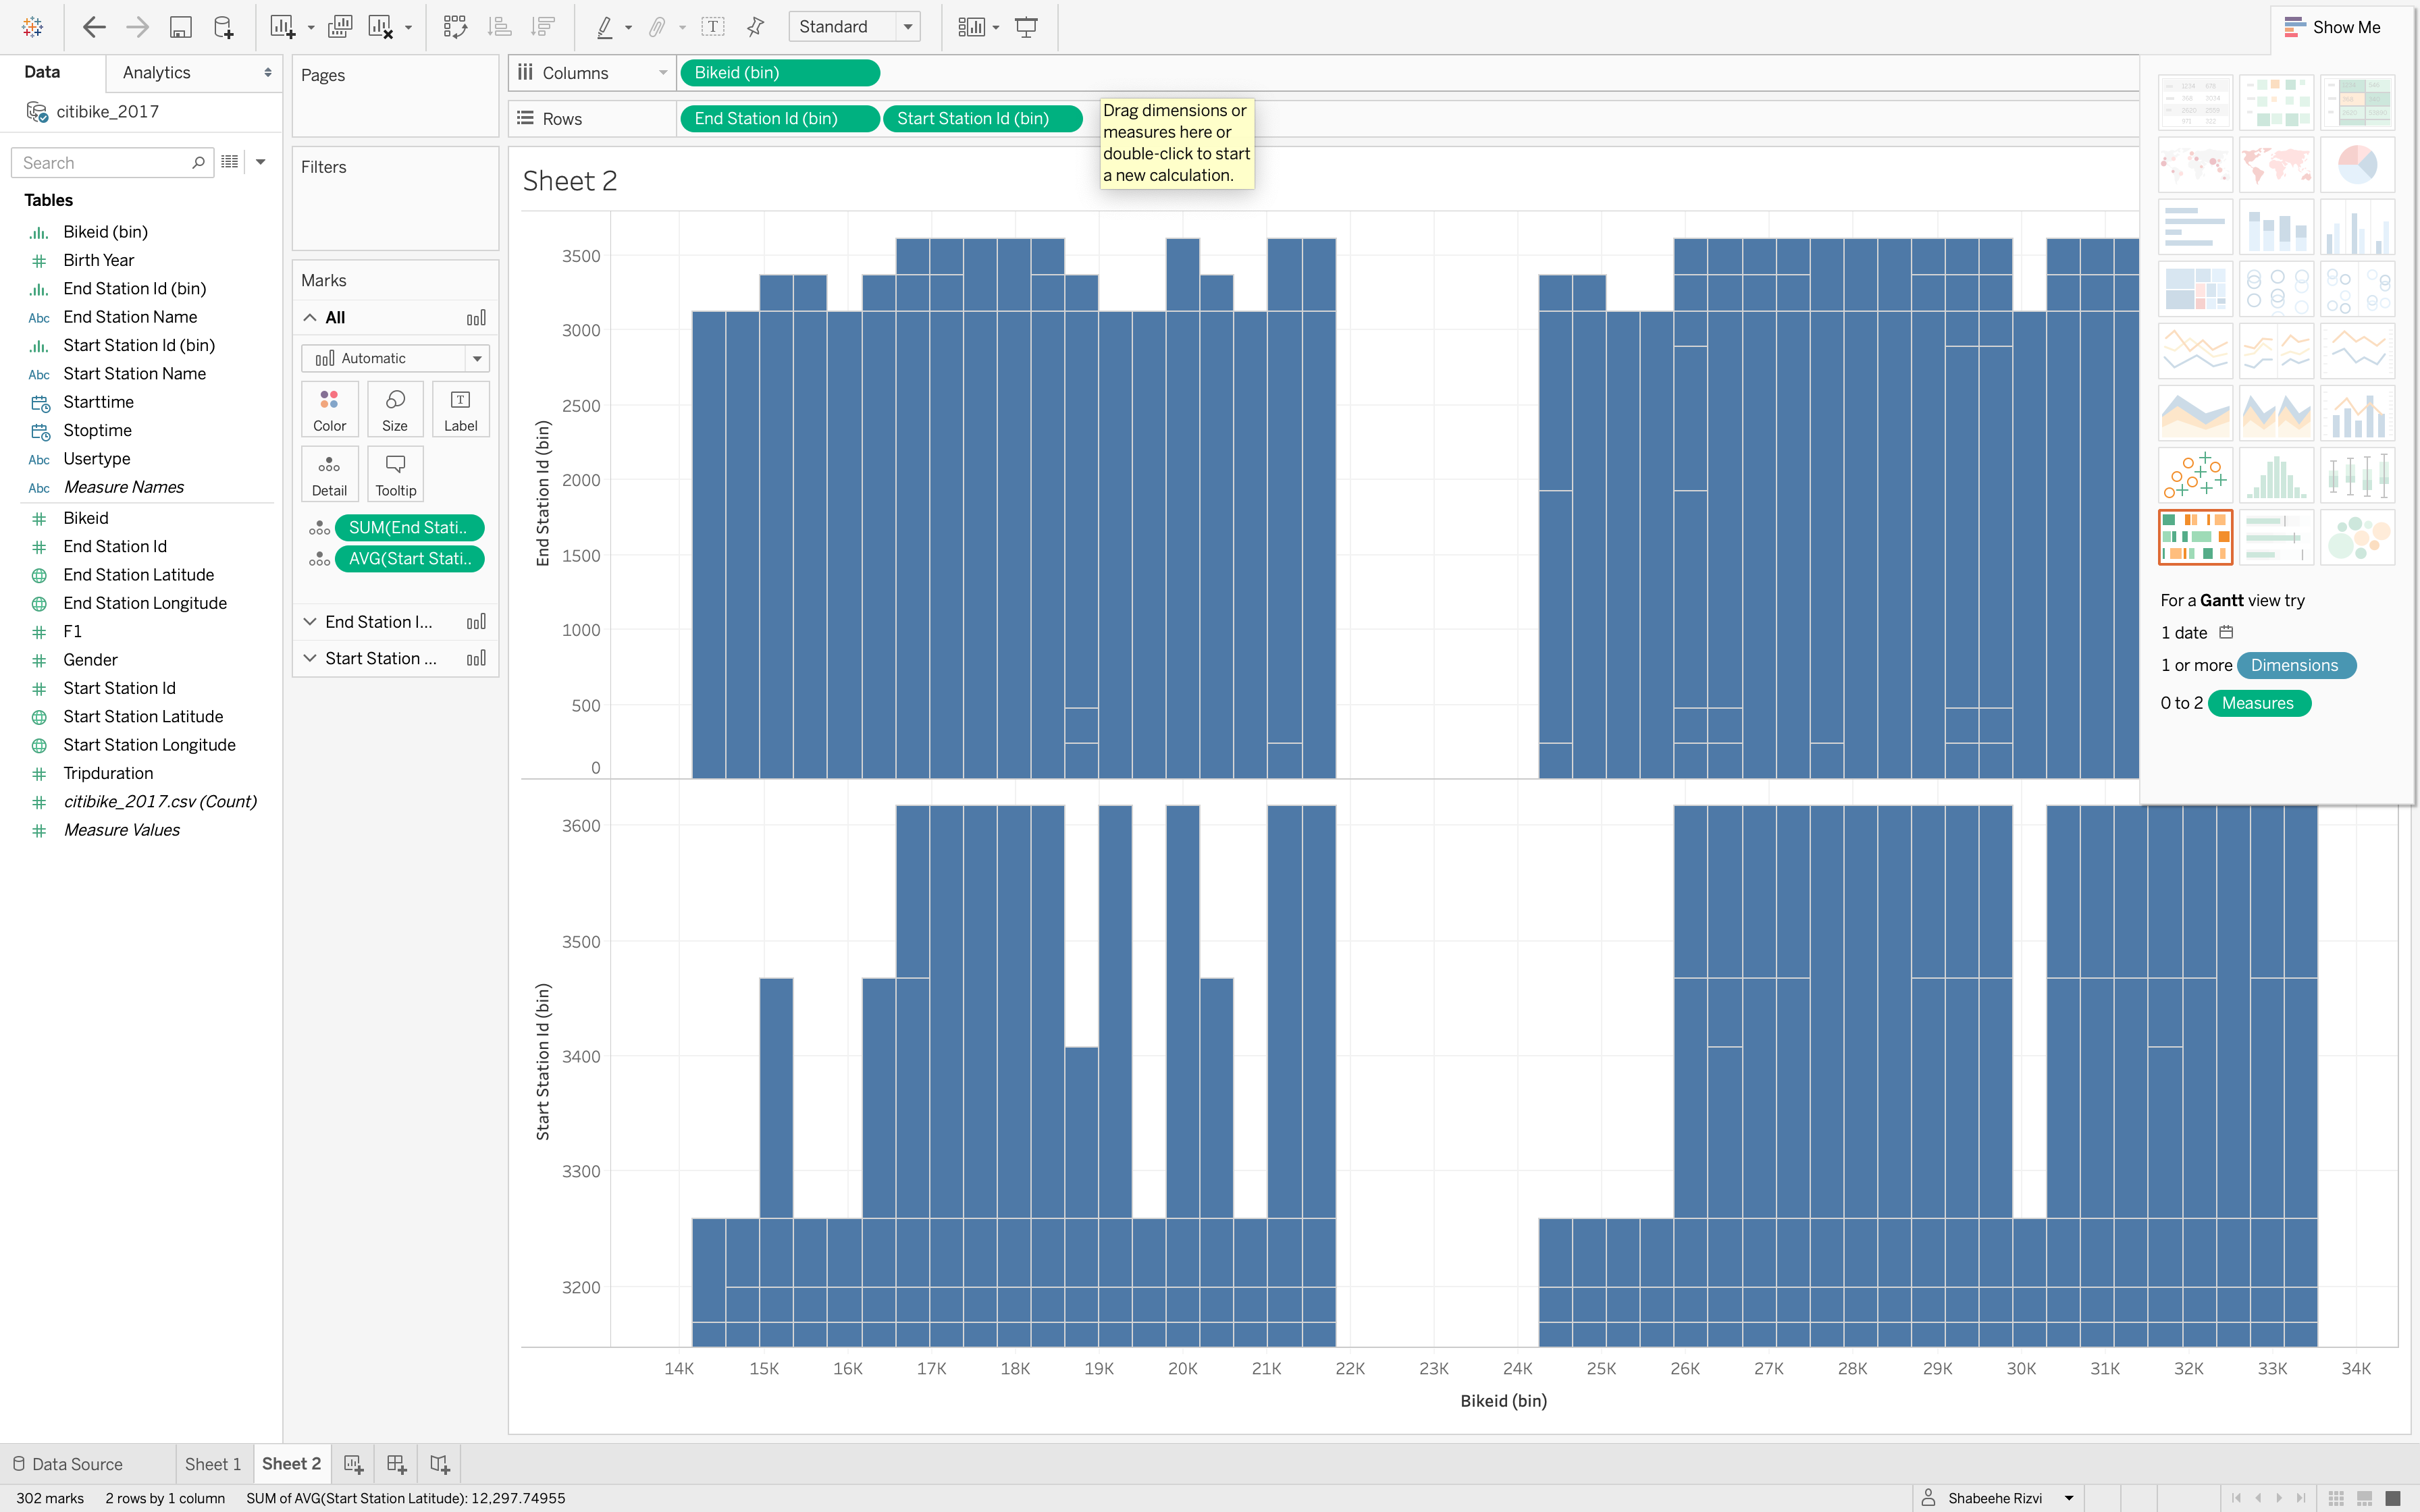 Standard
Show Me
Data
Analytics
citibike_2017
Search
Tables
Bikeid (bin)
Birth Year
End Station Id (bin)
Abc End Station Name
Start Station Id (bin)
Abc Start Station Name
Starttime
Stoptime
Abc Usertype
Abc Measure Names
Bikeid
End Station Id
End Station Latitude
End Station Longitude
F1
Gender
Start Station Id
Start Station Latitude
Start Station Longitude
Tripduration
citibike_2017.csv (Count)
Measure Values
Pages
Filters
Marks
All
Automatic
Color
Size
Label
Detail
Tooltip
SUM(End Stati..
AVG(Start Stati..
End Station I...
Start Station ...
Columns
Bikeid (bin)
Rows
End Station Id (bin)
Start Station Id (bin)
Drag dimensions or
measures here or
double-click to start
a new calculation.
Sheet 2
End Station Id (bin)
3500
3000
2500
2000
1500
1000
500
0
Start Station Id (bin)
3600
3500
3400
3300
3200
14K 15K 16K 17K 18K 19K 20K 21K 22K 23K 24K 25K 26K 27K 28K 29K 30K 31K 32K 33K 34K
Bikeid (bin)
For a Gantt view try
1 date
1 or more Dimensions
0 to 2 Measures
Data Source
Sheet 1
Sheet 2
302 marks
2 rows by 1 column
SUM of AVG(Start Station Latitude): 12,297.74955
Shabeehe Rizvi